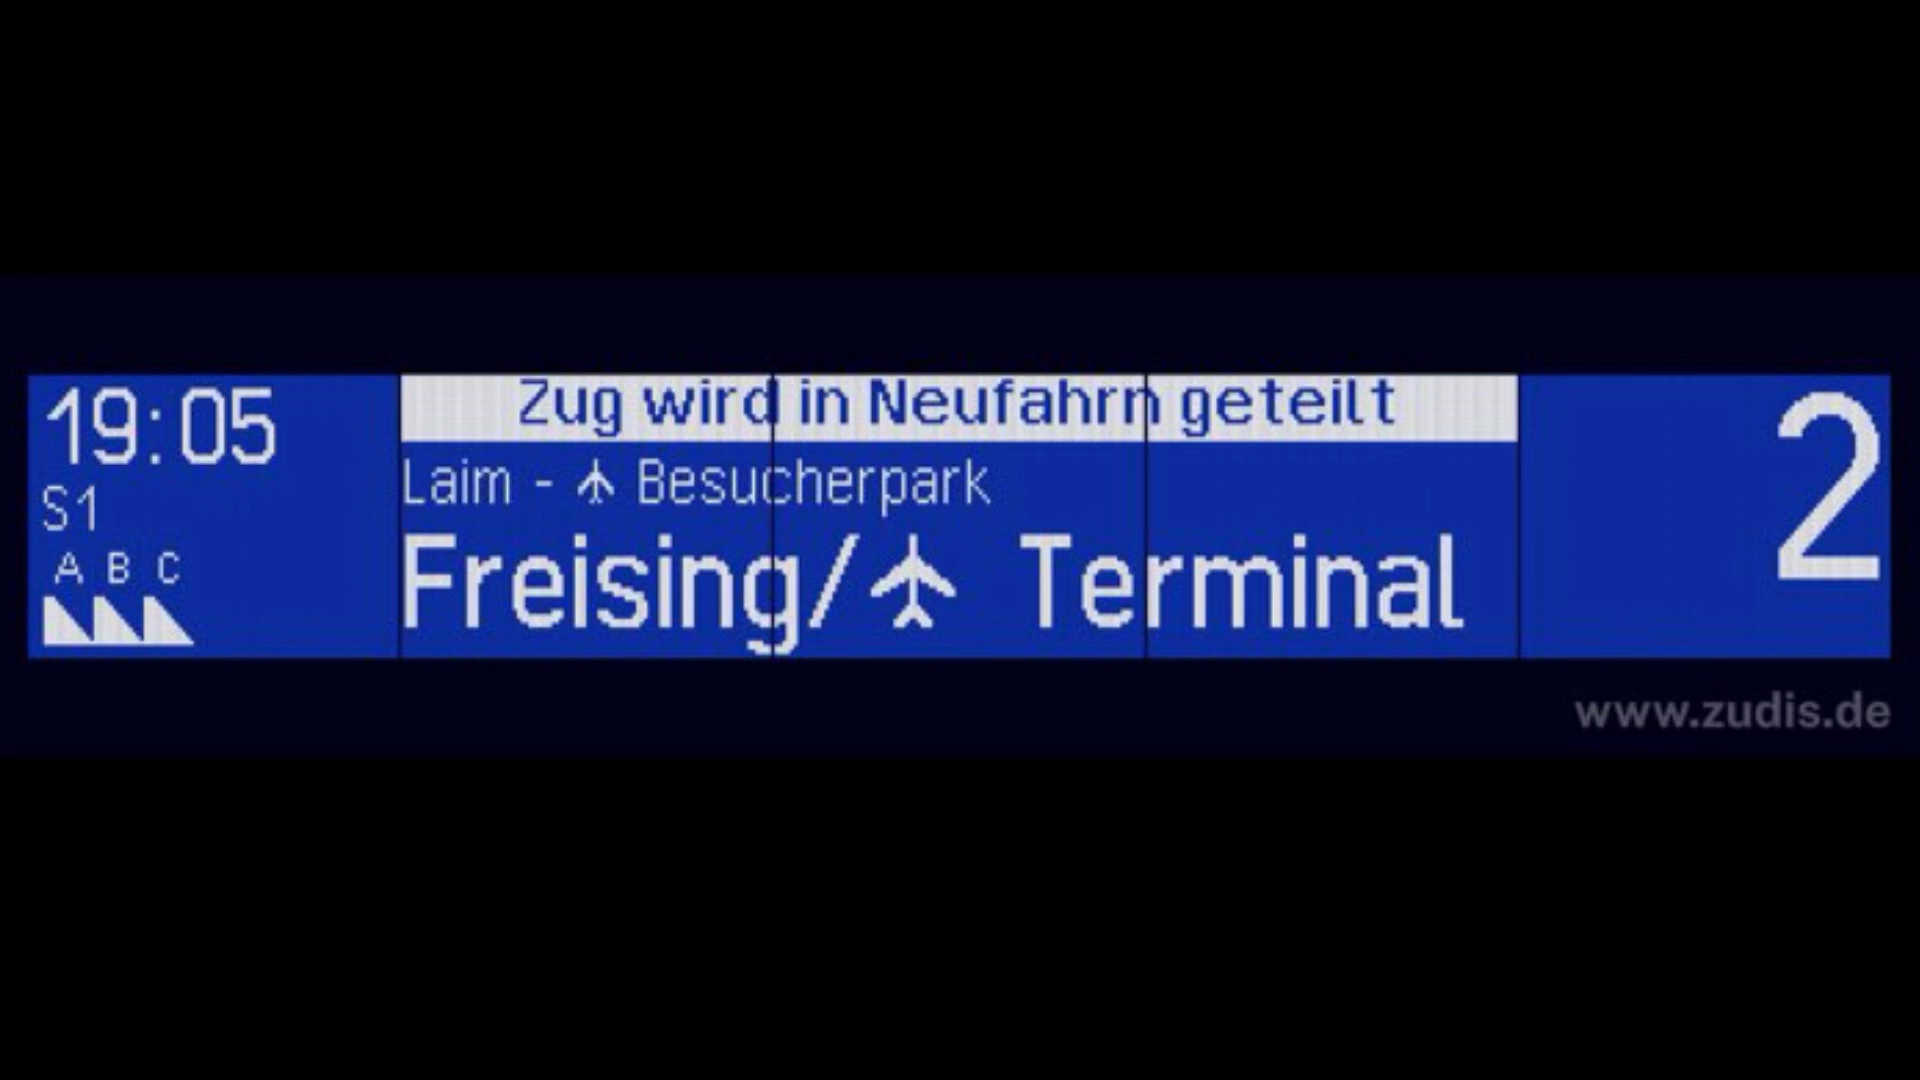 19:05
S1
A B C
Zug wird in Neufahrn geteilt
Laim - Besucherpark
Freising/ Terminal
2
www.zudis.de